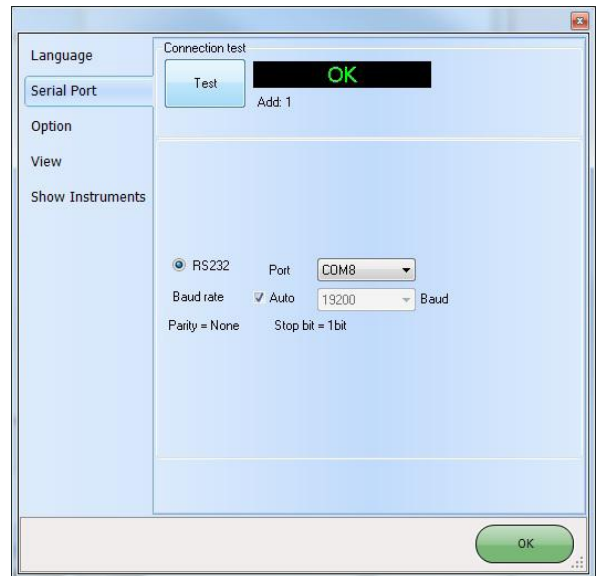 Language
Serial Port
Option
View
Show Instruments
Connection test
Test
OK
Add: 1
RS232 Port COM8
Baud rate Auto 19200 Baud
Parity = None Stop bit = 1bit
OK